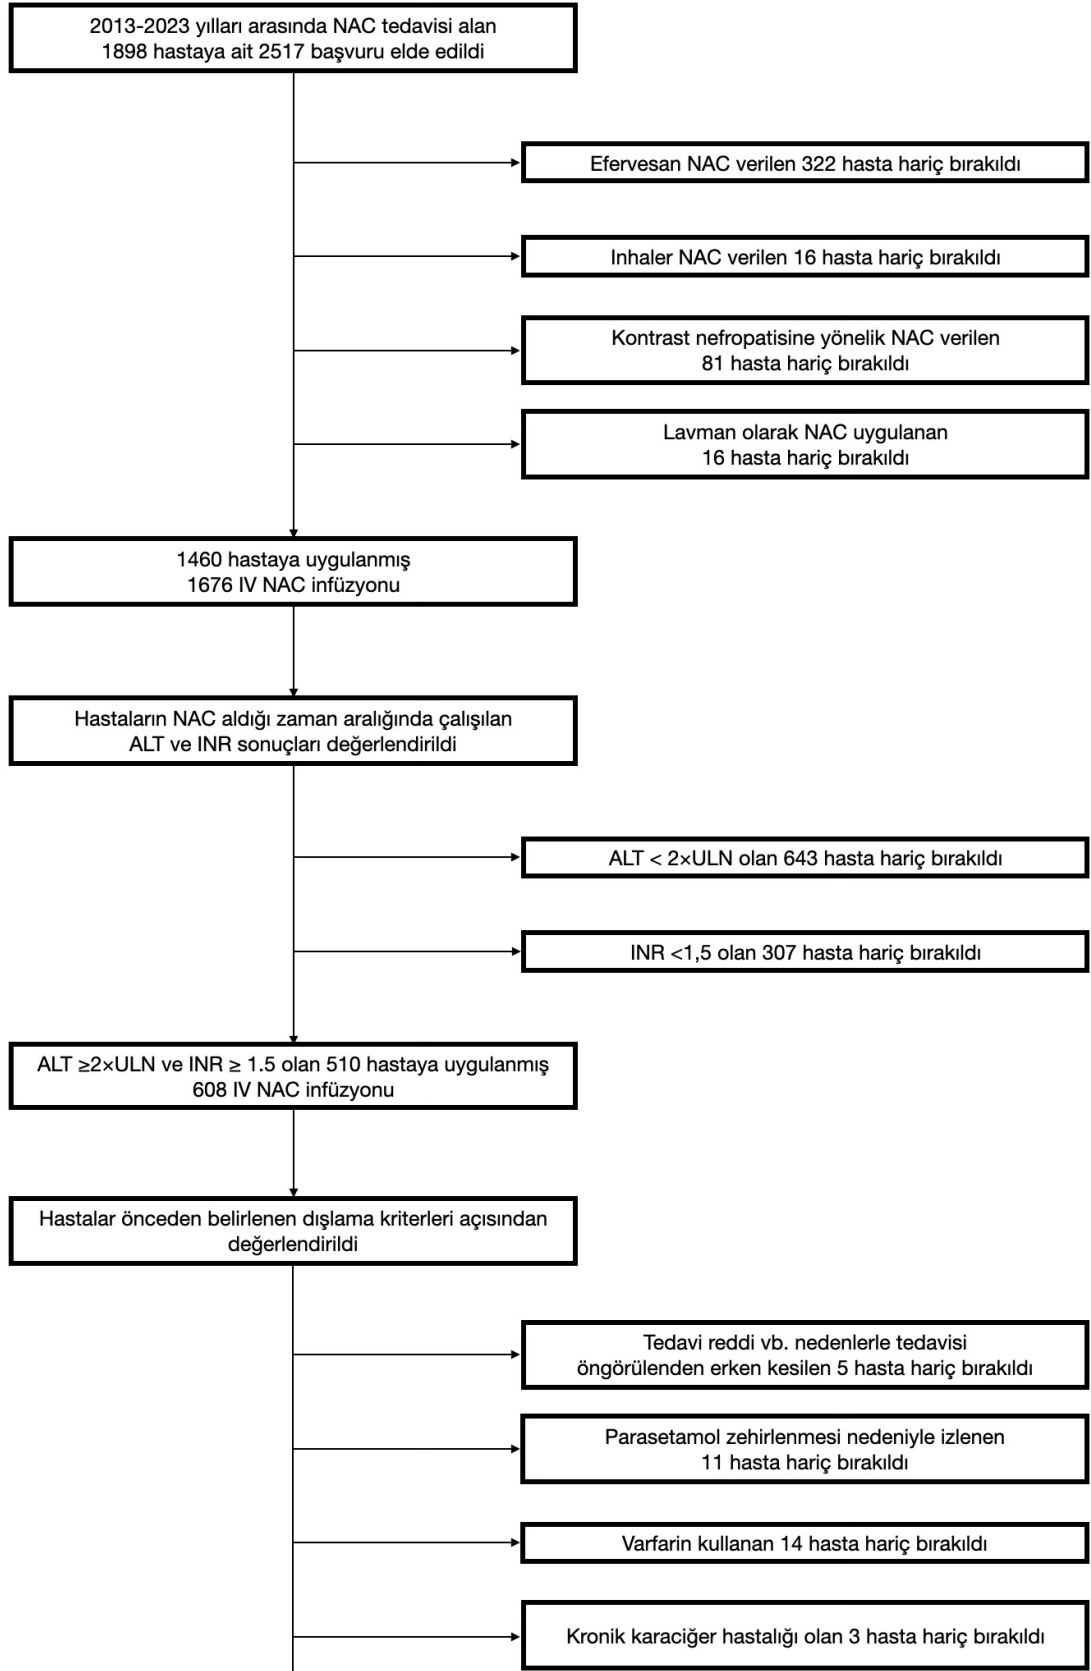 2013-2023 yılları arasında NAC tedavisi alan
1898 hastaya ait 2517 başvuru elde edildi
Efervesan NAC verilen 322 hasta hariç bırakıldı
Inhaler NAC verilen 16 hasta hariç bırakıldı
Kontrast nefropatisine yönelik NAC verilen
81 hasta hariç bırakıldı
Lavman olarak NAC uygulanan
16 hasta hariç bırakıldı
1460 hastaya uygulanmış
1676 IV NAC infüzyonu
Hastaların NAC aldığı zaman aralığında çalışılan
ALT ve INR sonuçları değerlendirildi
ALT < 2×ULN olan 643 hasta hariç bırakıldı
INR <1,5 olan 307 hasta hariç bırakıldı
ALT ≥2×ULN ve INR ≥ 1.5 olan 510 hastaya uygulanmış
608 IV NAC infüzyonu
Hastalar önceden belirlenen dışlama kriterleri açısından
değerlendirildi
Tedavi reddi vb. nedenlerle tedavisi
öngörülenden erken kesilen 5 hasta hariç bırakıldı
Parasetamol zehirlenmesi nedeniyle izlenen
11 hasta hariç bırakıldı
Varfarin kullanan 14 hasta hariç bırakıldı
Kronik karaciğer hastalığı olan 3 hasta hariç bırakıldı